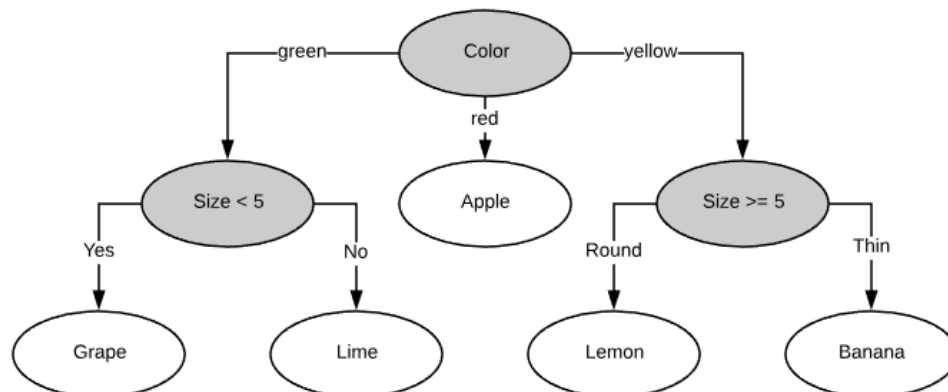 Color
green
yellow
red
Size < 5
Apple
Size >= 5
Yes
No
Round
Thin
Grape
Lime
Lemon
Banana